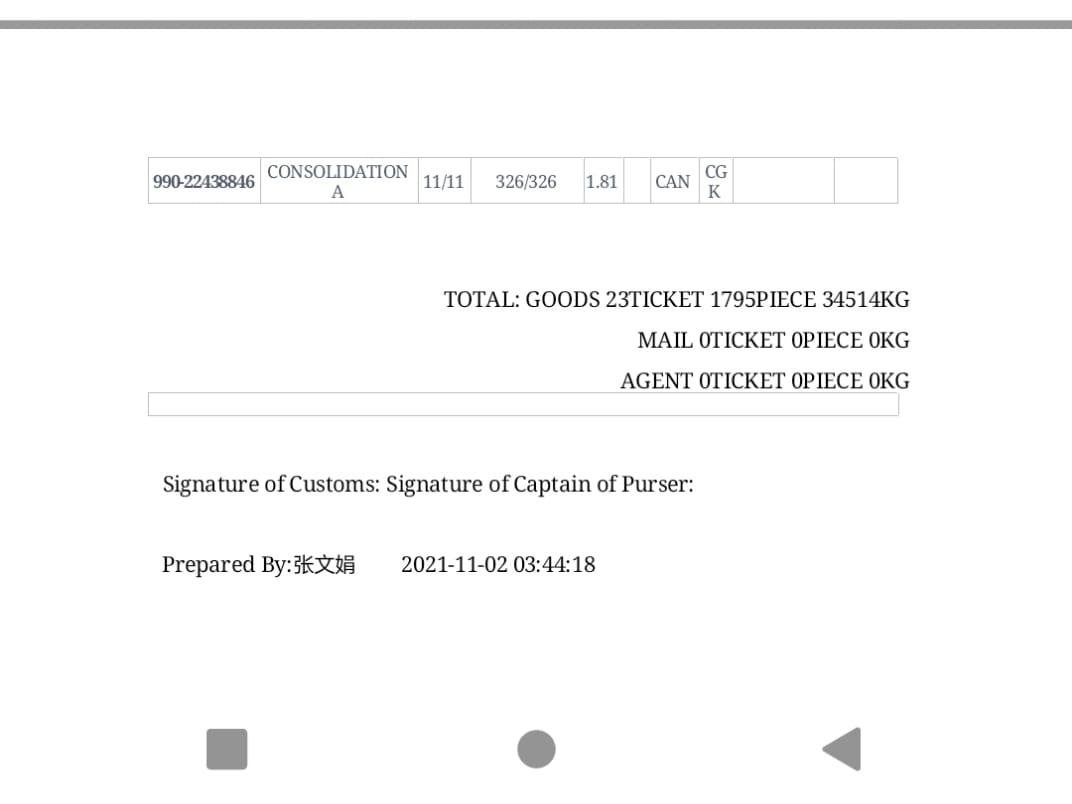 990-22438846 CONSOLIDATION A 11/11 326/326 1.81 CAN CGK
TOTAL: GOODS 23TICKET 1795PIECE 34514KG
MAIL 0TICKET 0PIECE 0KG
AGENT 0TICKET 0PIECE 0KG
Signature of Customs: Signature of Captain of Purser:
Prepared By:张文娟 2021-11-02 03:44:18